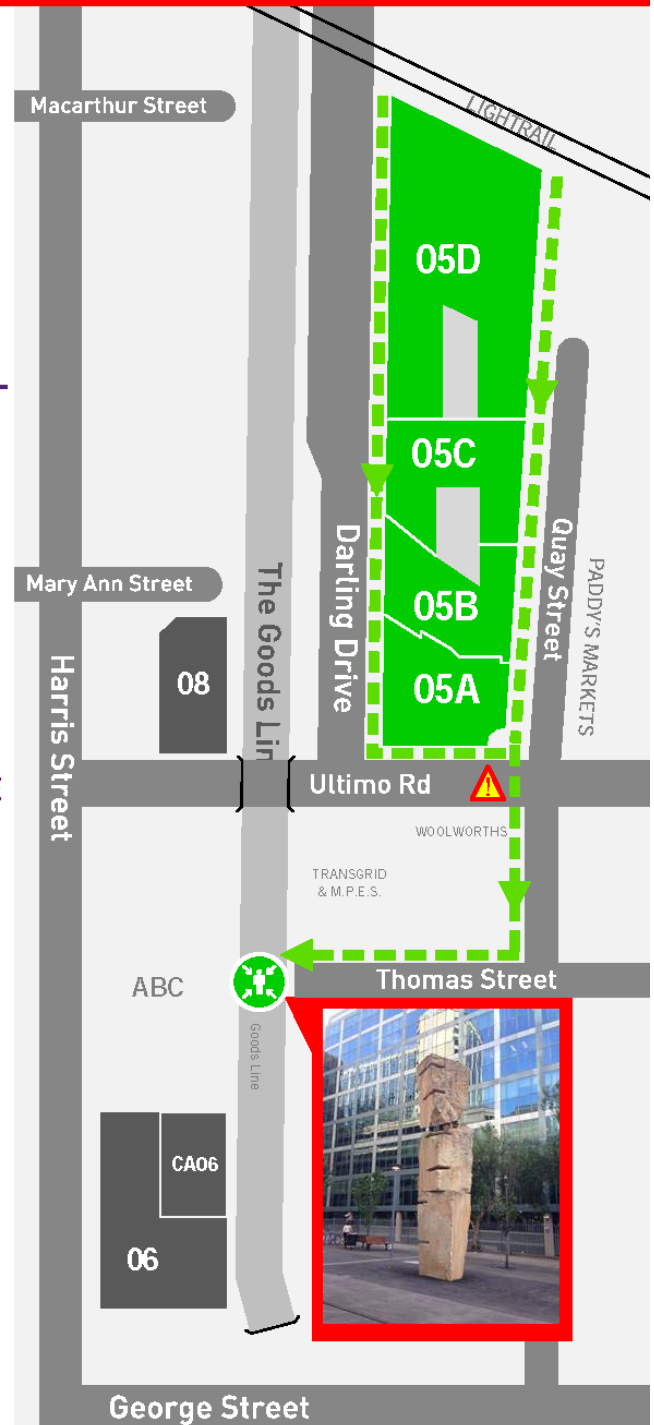 Macarthur Street
LIGHTRAIL
05D
05C
Darling Drive
Quay Street
PADDY'S MARKETS
The Goods Lin
Mary Ann Street
05B
05A
08
Harris Street
Ultimo Rd
WOOLWORTHS
TRANSGRID
& M.P.E.S.
ABC
Thomas Street
Goods Line
CA06
06
George Street